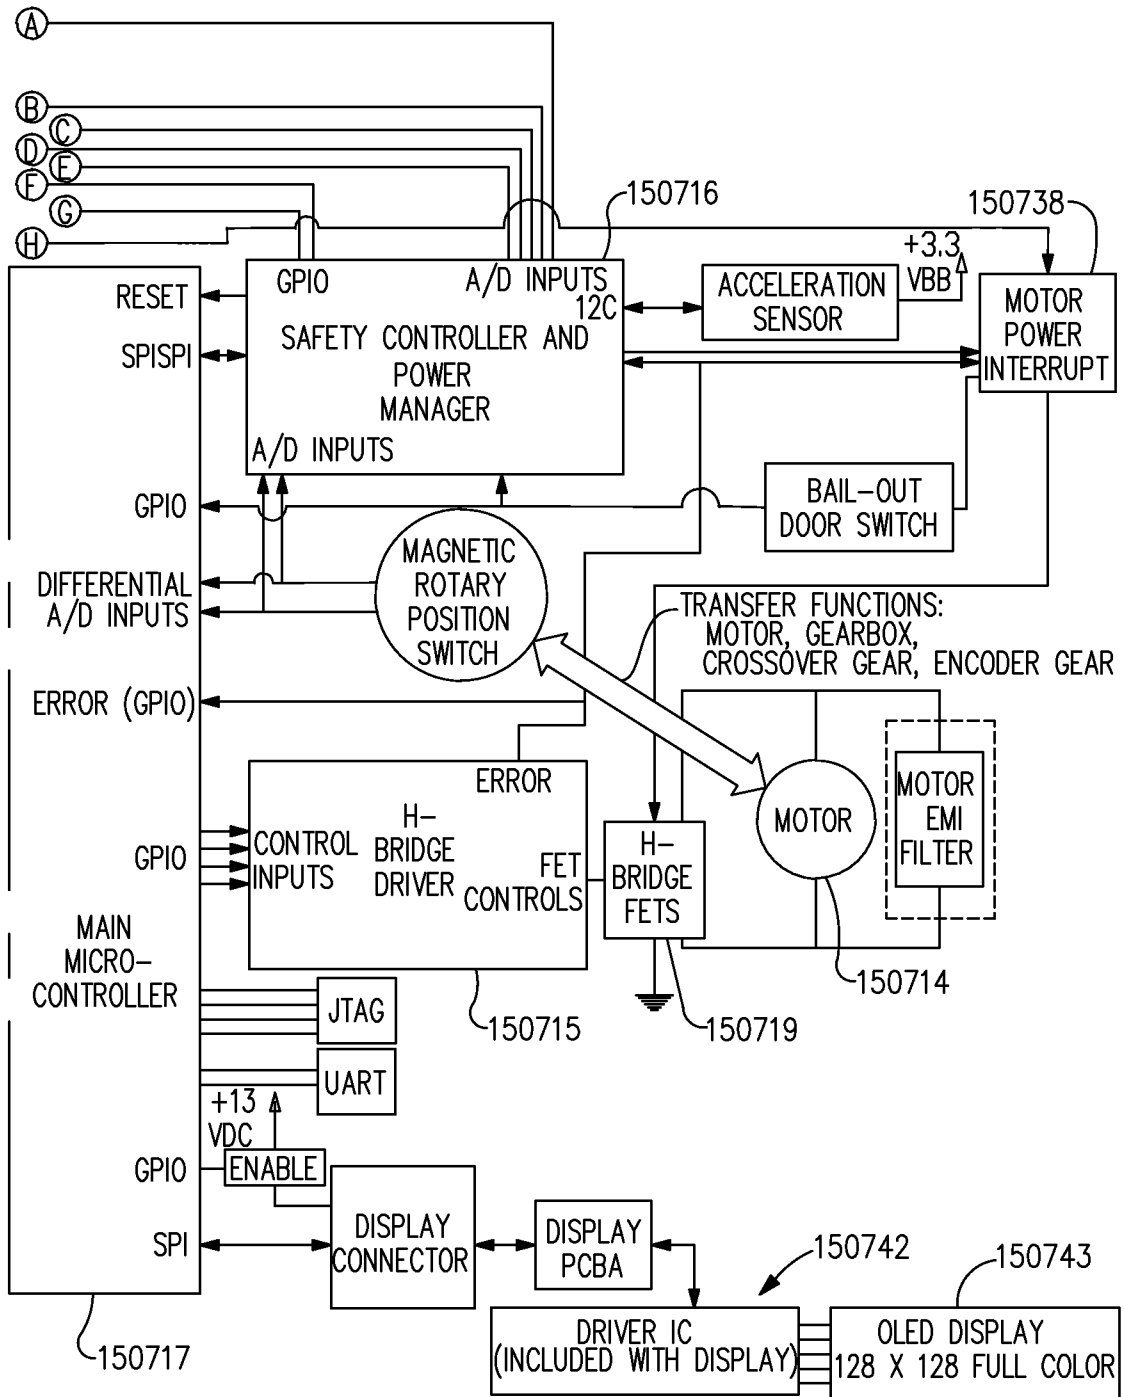 A
B
C
D
E
F
G
H
150716
150738
+3.3
VBB
GPIO
A/D INPUTS
12C
SAFETY CONTROLLER AND
POWER
MANAGER
A/D INPUTS
ACCELERATION
SENSOR
MOTOR
POWER
INTERRUPT
RESET
SPISPI
GPIO
DIFFERENTIAL
A/D INPUTS
ERROR (GPIO)
GPIO
MAIN
MICRO-
CONTROLLER
GPIO
SPI
BAIL-OUT
DOOR SWITCH
MAGNETIC
ROTARY
POSITION
SWITCH
TRANSFER FUNCTIONS:
MOTOR, GEARBOX,
CROSSOVER GEAR, ENCODER GEAR
ERROR
H-
BRIDGE
DRIVER
CONTROL
INPUTS
FET
CONTROLS
H-
BRIDGE
FETS
MOTOR
MOTOR
EMI
FILTER
150714
150715
150719
JTAG
UART
+13
VDC
ENABLE
DISPLAY
CONNECTOR
DISPLAY
PCBA
150742
150743
DRIVER IC
(INCLUDED WITH DISPLAY)
OLED DISPLAY
128 X 128 FULL COLOR
150717